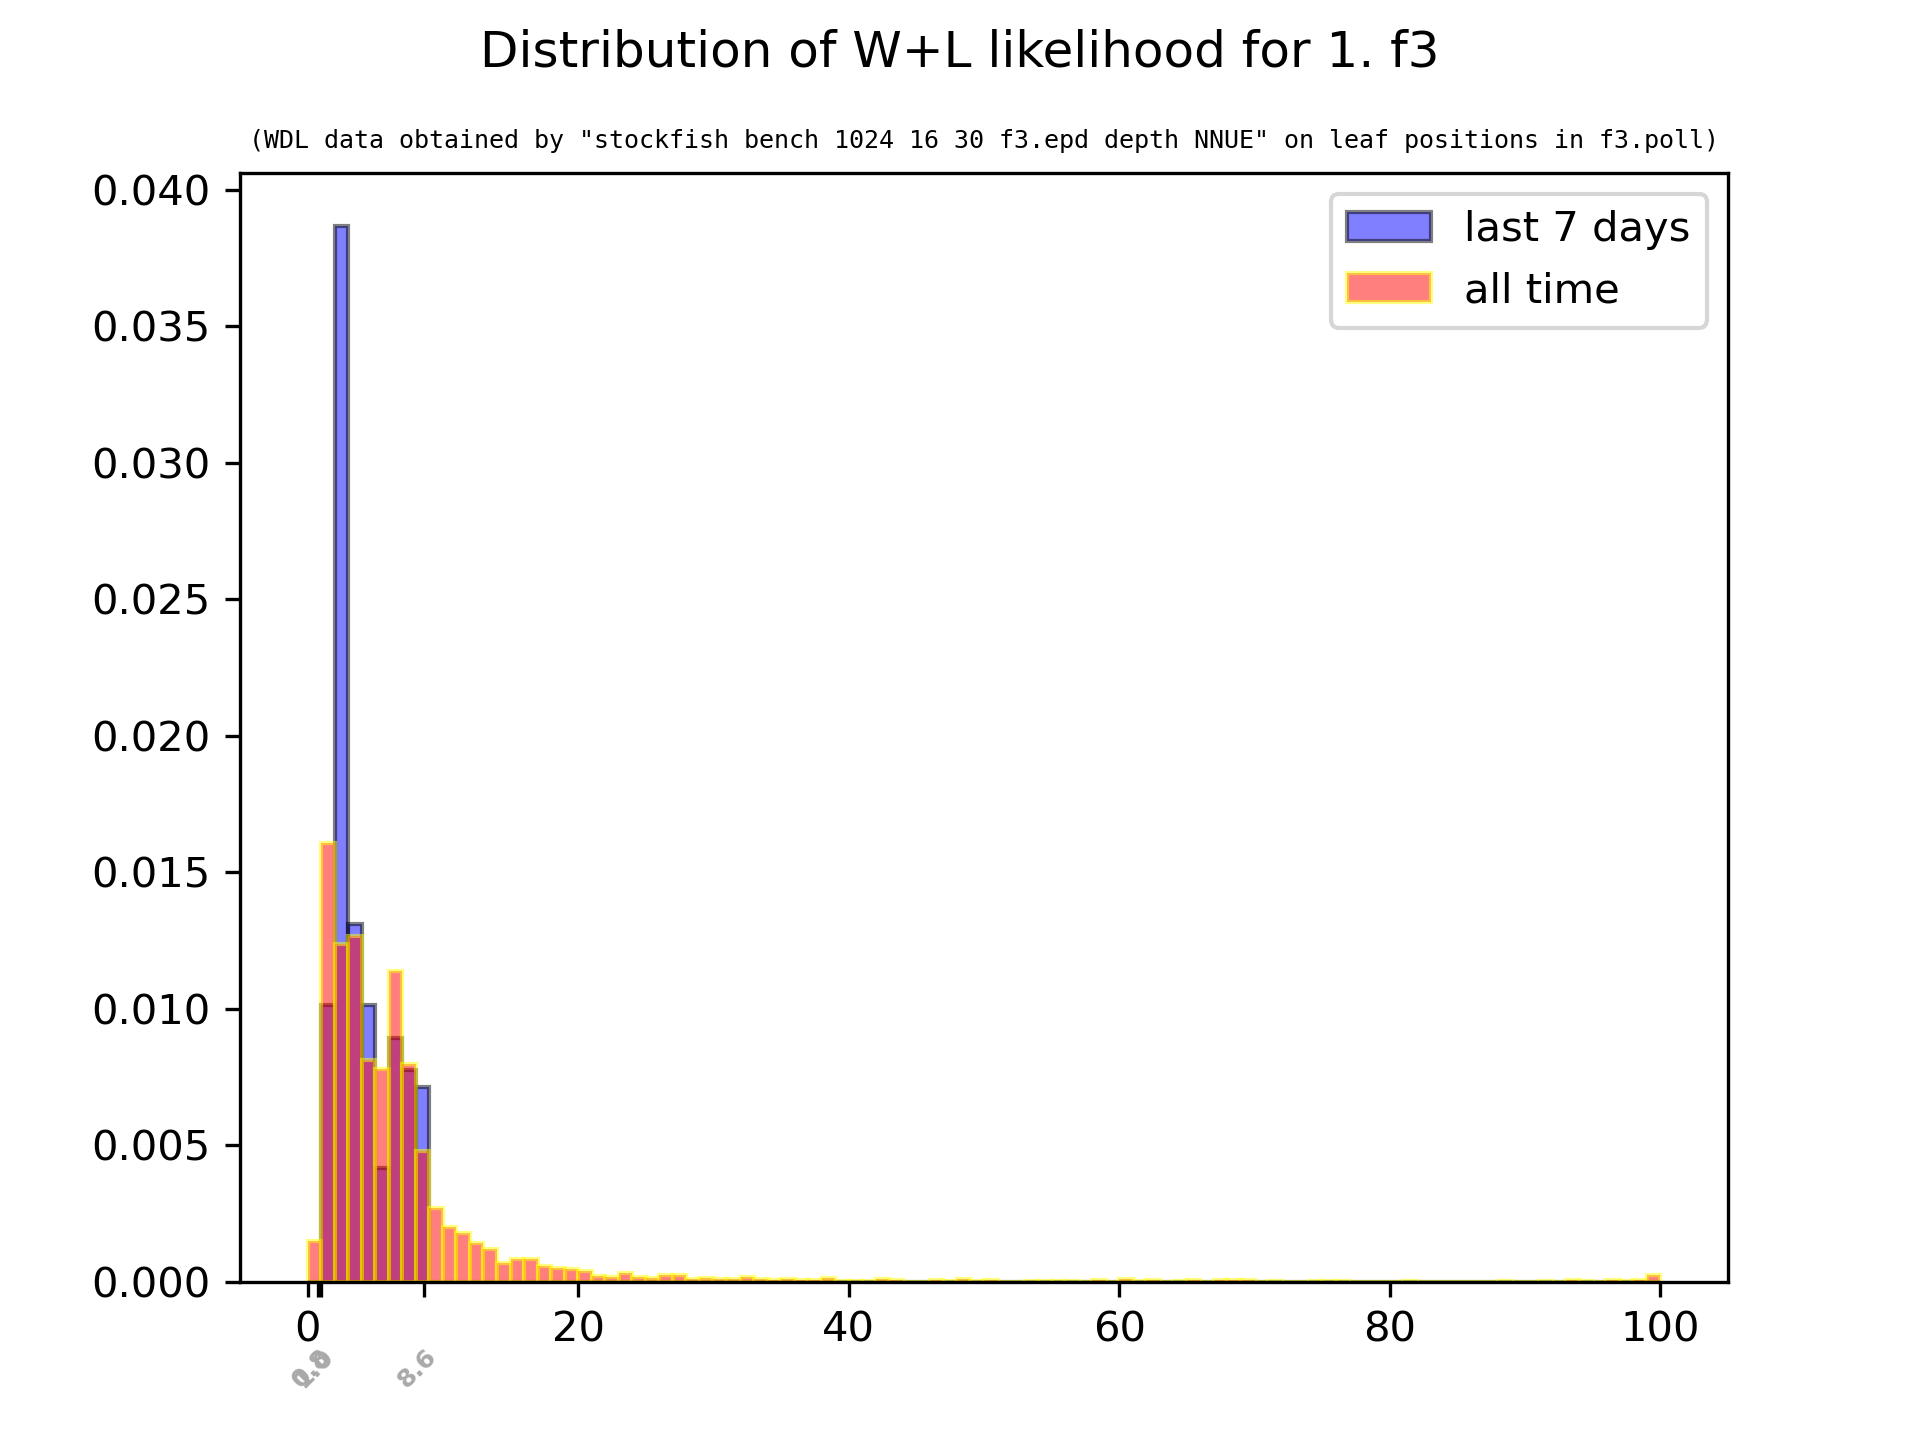 Distribution of W+L likelihood for 1. f3
(WDL data obtained by "stockfish bench 1024 16 30 f3.epd depth NNUE" on leaf positions in f3.poll)
last 7 days
all time
0.040
0.035
0.030
0.025
0.020
0.015
0.010
0.005
0.000
0 20 40 60 80 100
8.6